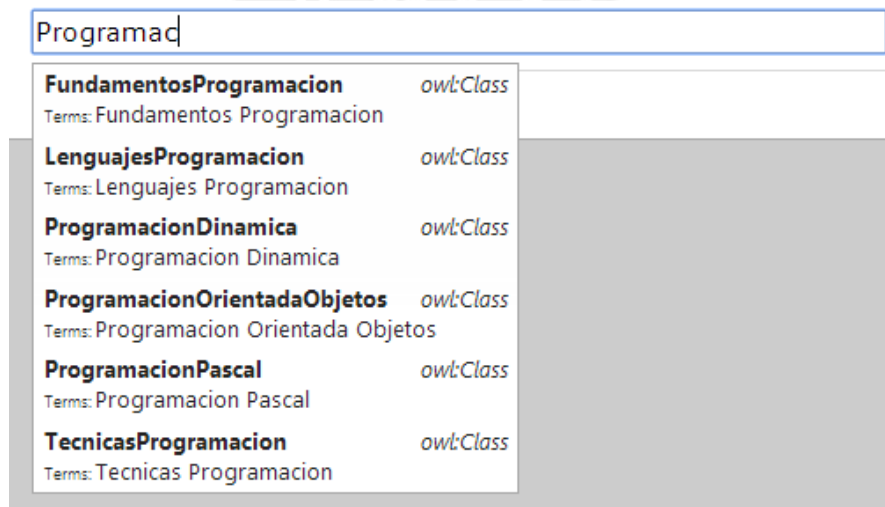 Programac
FundamentosProgramacion owl:Class
Terms: Fundamentos Programacion
LenguajesProgramacion owl:Class
Terms: Lenguajes Programacion
ProgramacionDinamica owl:Class
Terms: Programacion Dinamica
ProgramacionOrientadaObjetos owl:Class
Terms: Programacion Orientada Objetos
ProgramacionPascal owl:Class
Terms: Programacion Pascal
TecnicasProgramacion owl:Class
Terms: Tecnicas Programacion